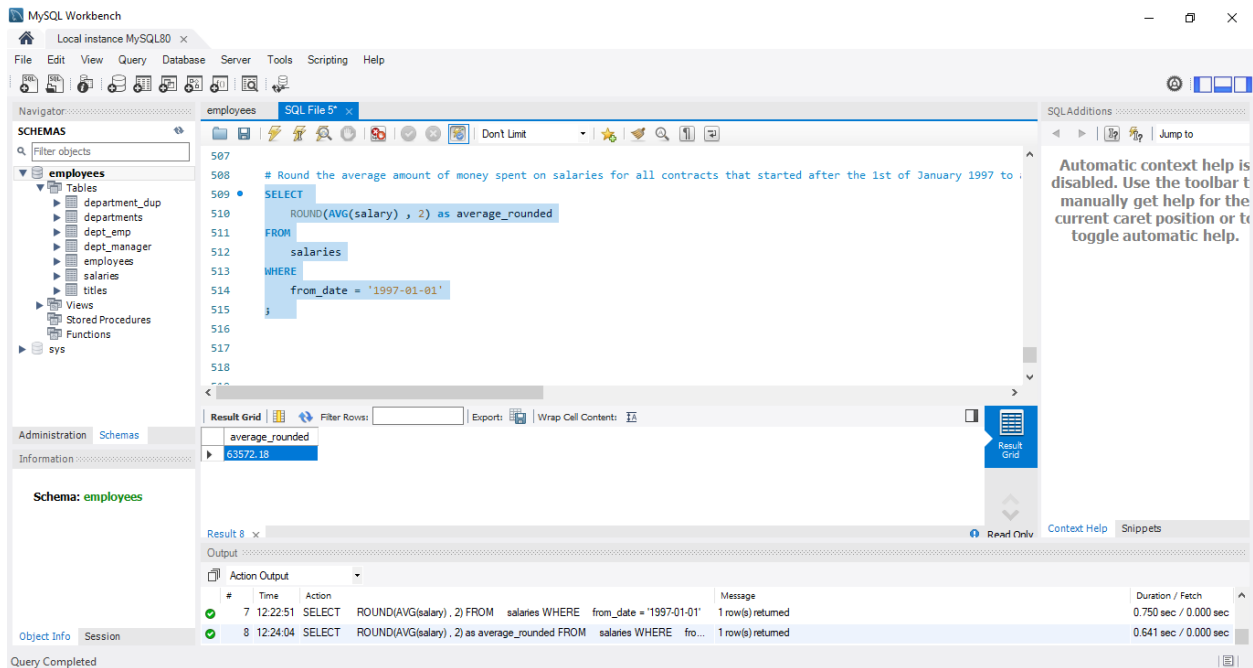 MySQL Workbench
Local instance MySQL80
File Edit View Query Database Server Tools Scripting Help
Navigator
SCHEMAS
Filter objects
employees
Tables
department_dup
departments
dept_emp
dept_manager
employees
salaries
titles
Views
Stored Procedures
Functions
sys
Administration Schemas
Information
Schema: employees
Object Info Session
employees SQL File 5*
Don't Limit
507
508 # Round the average amount of money spent on salaries for all contracts that started after the 1st of January 1997 to
509 SELECT
510 ROUND(AVG(salary) , 2) as average_rounded
511 FROM
512 salaries
513 WHERE
514 from_date = '1997-01-01'
515 ;
516
517
518
Result Grid Filter Rows: Export: Wrap Cell Content:
average_rounded
63572.18
Result Grid
Result 8 Read Only
SQLAdditions
Jump to
Automatic context help is
disabled. Use the toolbar t
manually get help for the
current caret position or to
toggle automatic help.
Context Help Snippets
Output
Action Output
# Time Action Message Duration / Fetch
7 12:22:51 SELECT ROUND(AVG(salary) , 2) FROM salaries WHERE from_date = '1997-01-01' 1 row(s) returned 0.750 sec / 0.000 sec
8 12:24:04 SELECT ROUND(AVG(salary) , 2) as average_rounded FROM salaries WHERE fro... 1 row(s) returned 0.641 sec / 0.000 sec
Query Completed